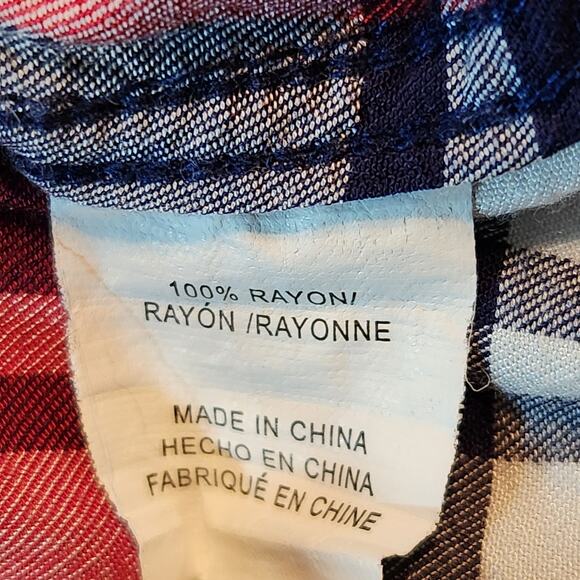 100% RAYON/
RAYÓN /RAYONNE
MADE IN CHINA
HECHO EN CHINA
FABRIQUÉ EN CHINE